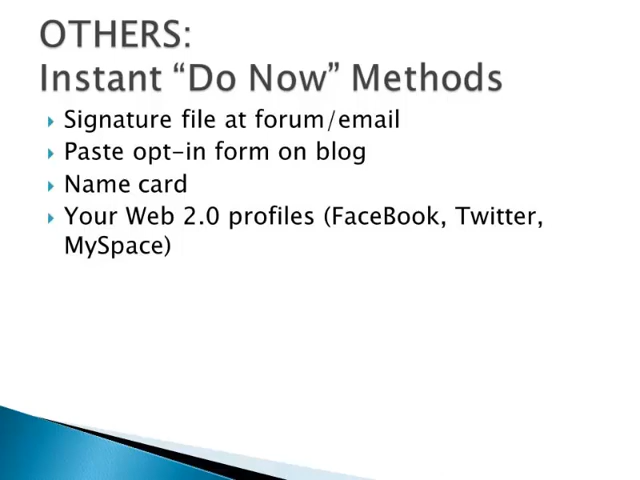 OTHERS:
Instant “Do Now” Methods
Signature file at forum/email
Paste opt-in form on blog
Name card
Your Web 2.0 profiles (FaceBook, Twitter,
MySpace)